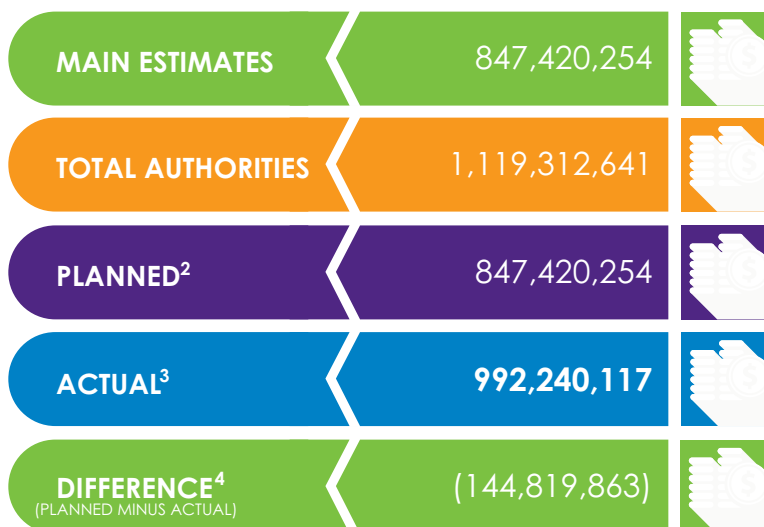 MAIN ESTIMATES 847,420,254
TOTAL AUTHORITIES 1,119,312,641
PLANNED² 847,420,254
ACTUAL³ 992,240,117
DIFFERENCE⁴ (144,819,863)
(PLANNED MINUS ACTUAL)